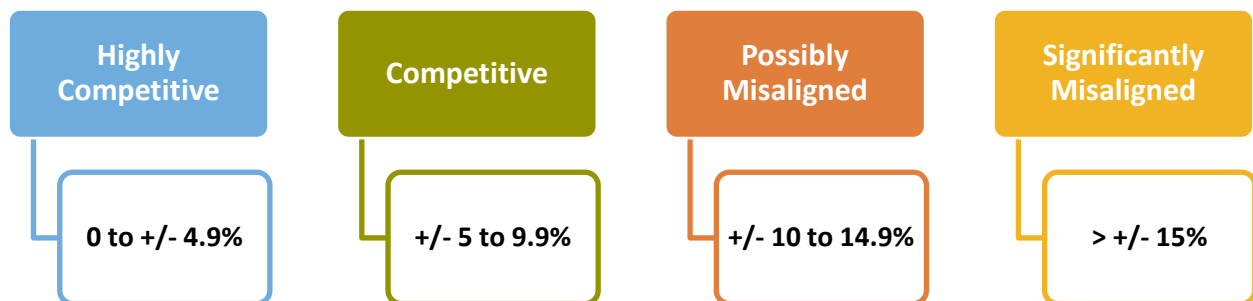 Highly
Competitive
Competitive
Possibly
Misaligned
Significantly
Misaligned
0 to +/- 4.9%
+/- 5 to 9.9%
+/- 10 to 14.9%
> +/- 15%